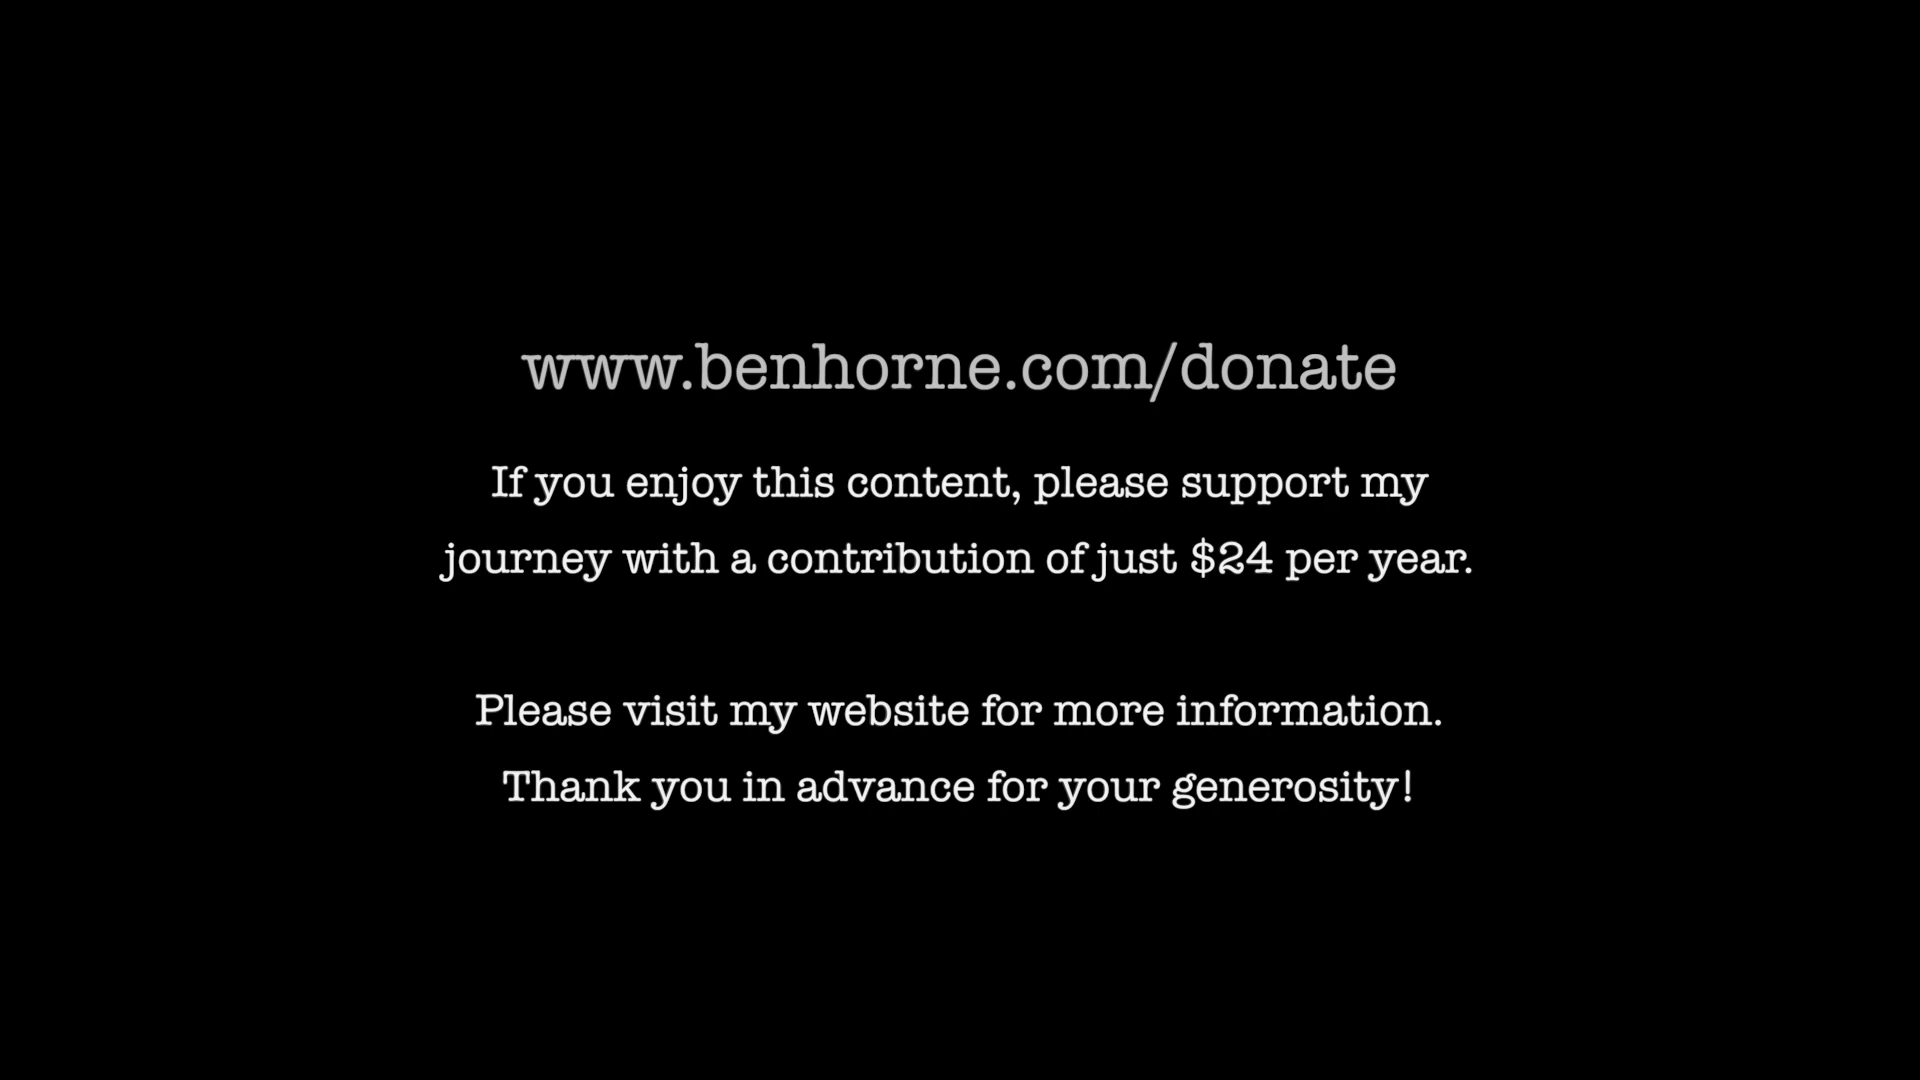 www.benhorne.com/donate
If you enjoy this content, please support my
journey with a contribution of just $24 per year.
Please visit my website for more information.
Thank you in advance for your generosity!